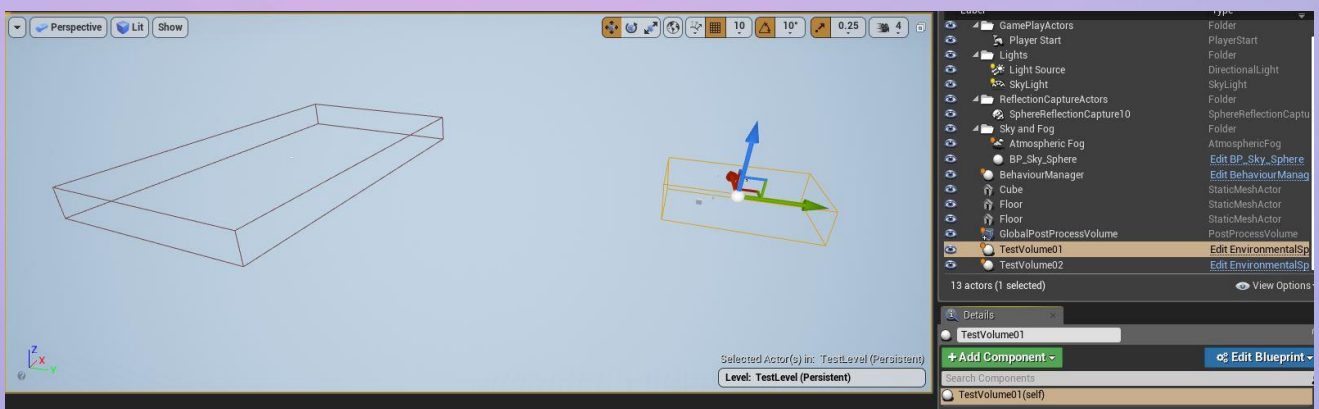 Perspective Lit Show 10 10° 0.25 4
Z
X
Y
Selected Actor(s) in: TestLevel (Persistent)
Level: TestLevel (Persistent)
Label Type
GamePlayActors Folder
Player Start PlayerStart
Lights Folder
Light Source DirectionalLight
SkyLight SkyLight
ReflectionCaptureActors Folder
SphereReflectionCapture10 SphereReflectionCaptu
Sky and Fog Folder
Atmospheric Fog AtmosphericFog
BP_Sky_Sphere Edit BP_Sky_Sphere
BehaviourManager Edit BehaviourManag
Cube StaticMeshActor
Floor StaticMeshActor
Floor StaticMeshActor
GlobalPostProcessVolume PostProcessVolume
TestVolume01 Edit EnvironmentalSp
TestVolume02 Edit EnvironmentalSp
13 actors (1 selected) View Options
Details
TestVolume01
+ Add Component Edit Blueprint
Search Components
TestVolume01(self)